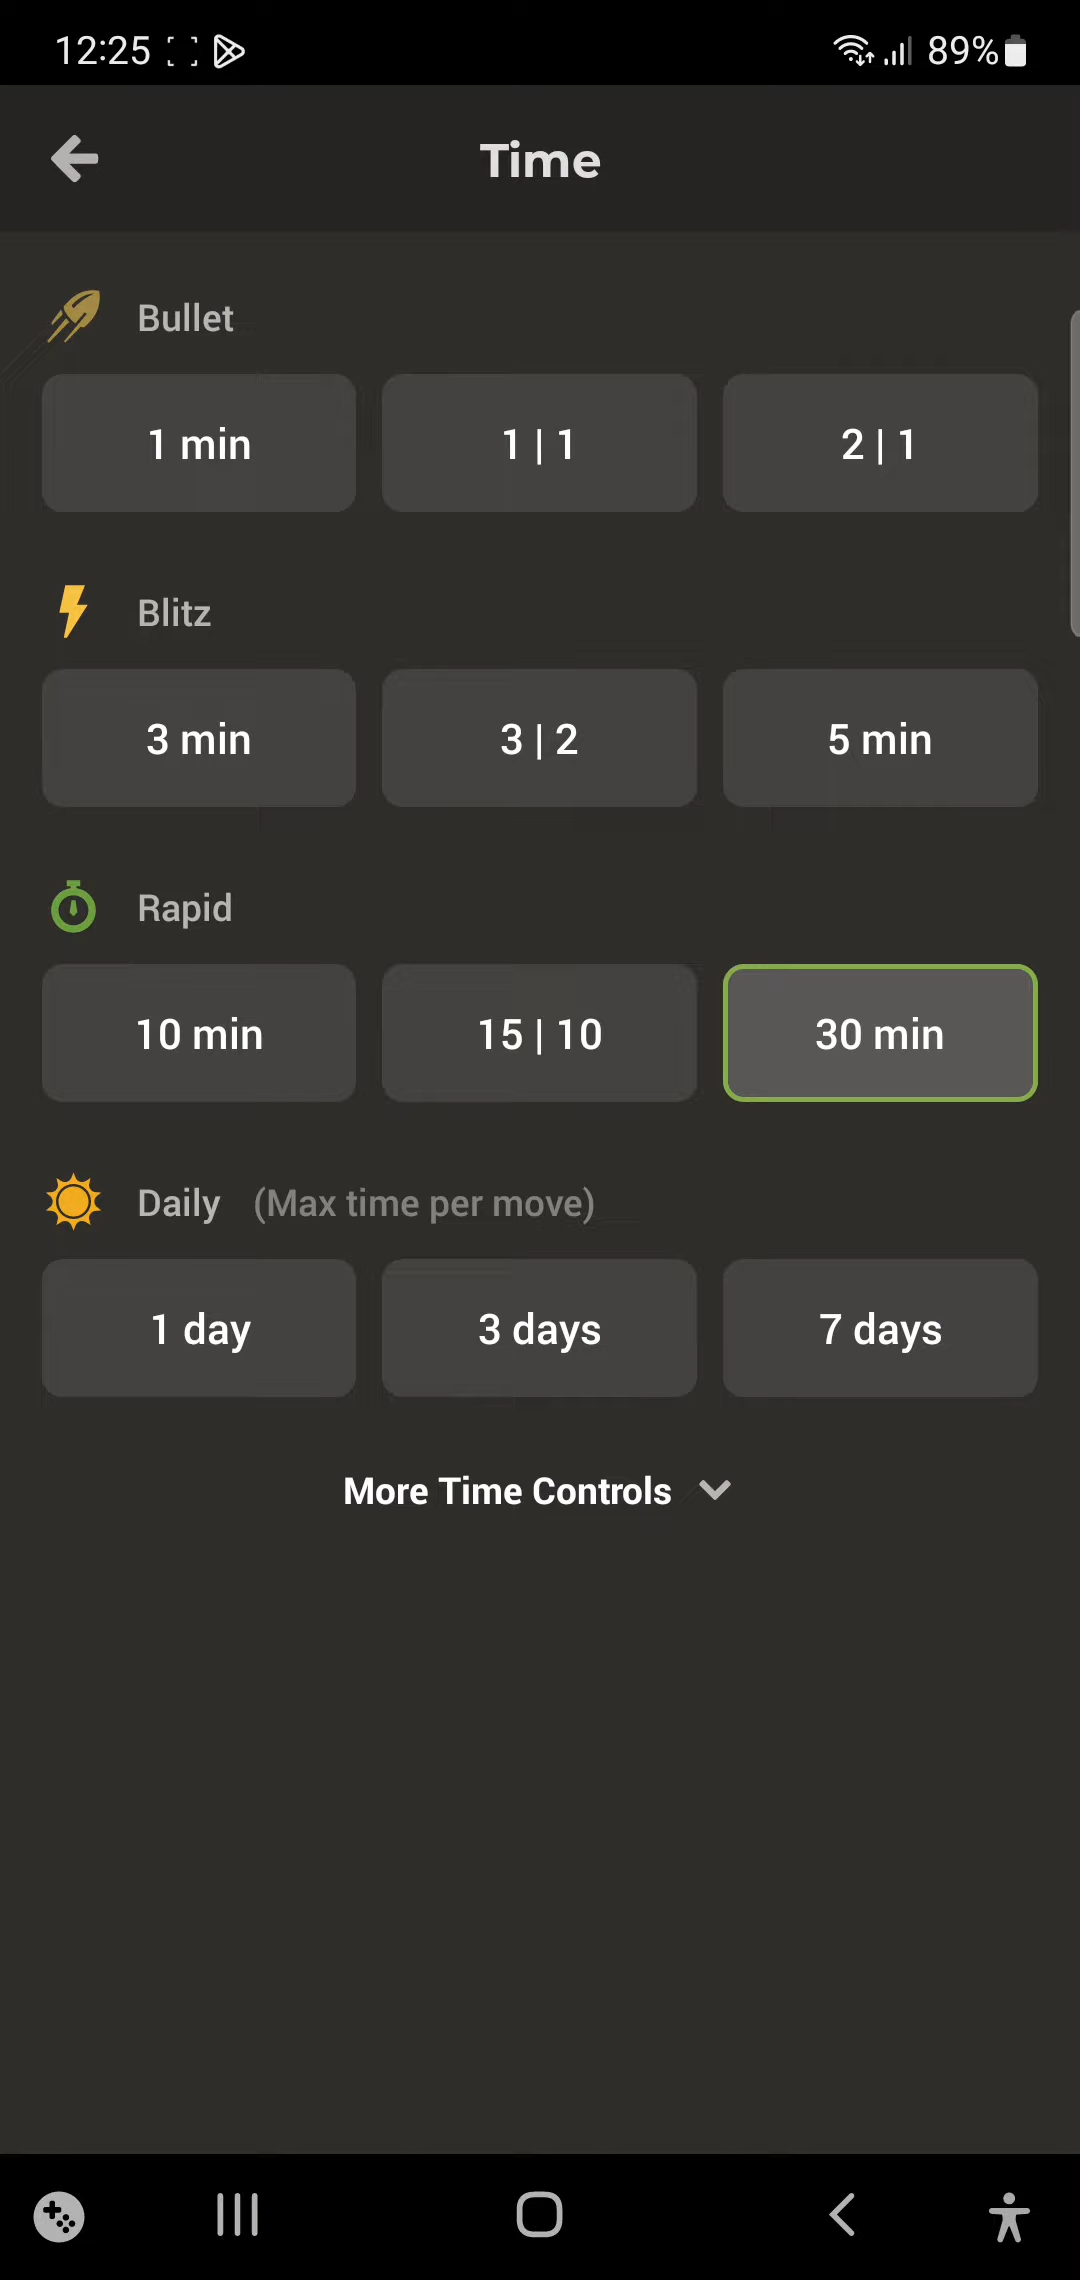 12:25 89%
Time
Bullet
1 min 1 | 1 2 | 1
Blitz
3 min 3 | 2 5 min
Rapid
10 min 15 | 10 30 min
Daily (Max time per move)
1 day 3 days 7 days
More Time Controls